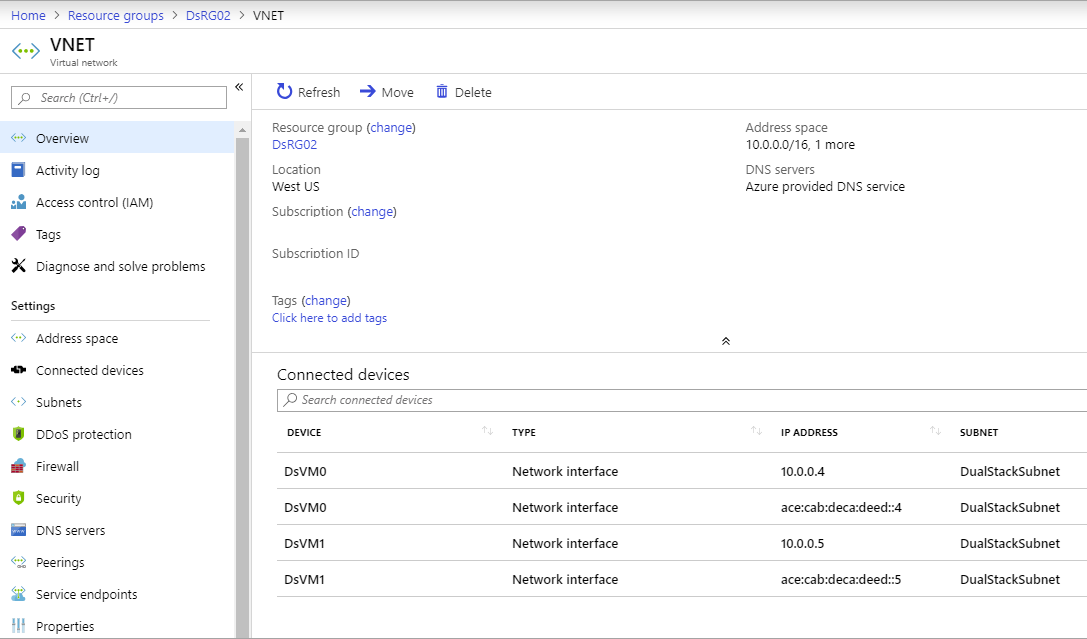 Home > Resource groups > DsRG02 > VNET
VNET
Virtual network
Search (Ctrl+/)
«
Overview
Activity log
Access control (IAM)
Tags
Diagnose and solve problems
Settings
Address space
Connected devices
Subnets
DDoS protection
Firewall
Security
DNS servers
Peerings
Service endpoints
Properties
Refresh Move Delete
Resource group (change)
DsRG02
Location
West US
Subscription (change)
Subscription ID
Tags (change)
Click here to add tags
Address space
10.0.0.0/16, 1 more
DNS servers
Azure provided DNS service
Connected devices
Search connected devices
DEVICE TYPE IP ADDRESS SUBNET
DsVM0 Network interface 10.0.0.4 DualStackSubnet
DsVM0 Network interface ace:cab:deca:deed::4 DualStackSubnet
DsVM1 Network interface 10.0.0.5 DualStackSubnet
DsVM1 Network interface ace:cab:deca:deed::5 DualStackSubnet